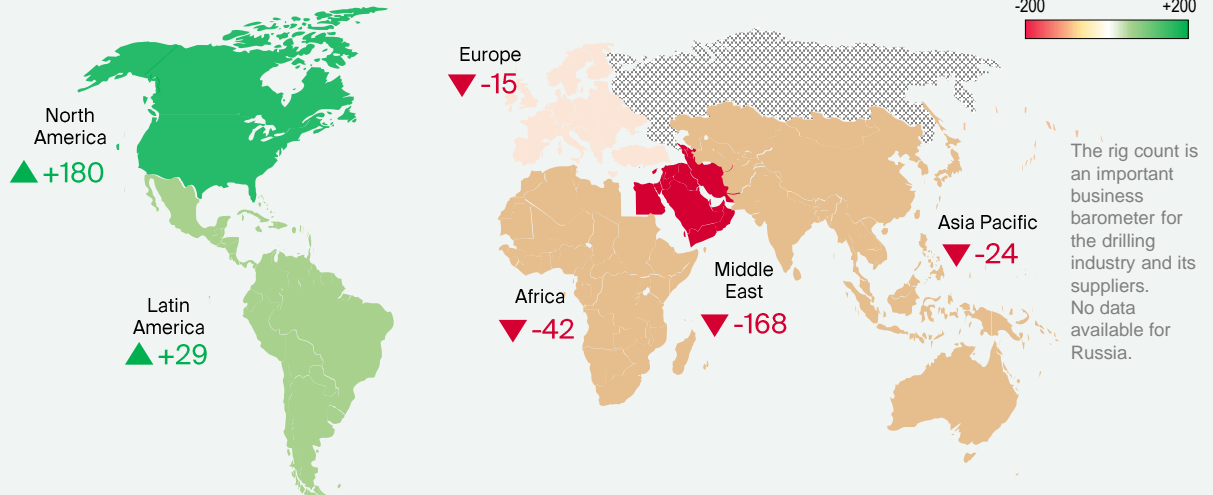 -200
+200
Europe
-15
North
America
+180
The rig count is
an important
business
barometer for
the drilling
industry and its
suppliers.
No data
available for
Russia.
Asia Pacific
-24
Middle
East
-168
Africa
-42
Latin
America
+29